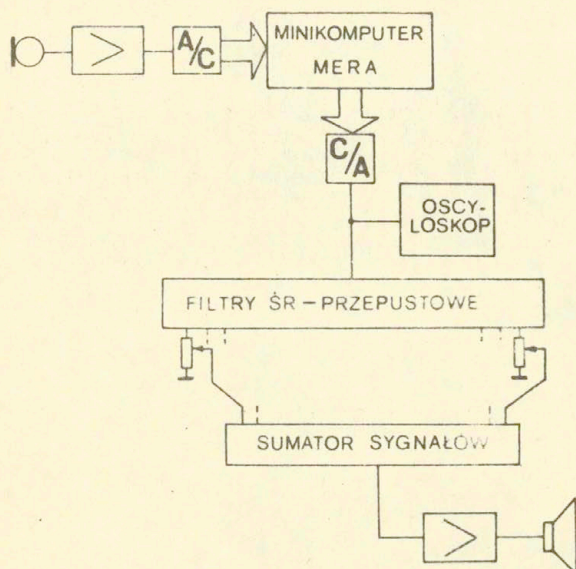 A/C
MINIKOMPUTER
MERA
C/A
OSCY-
LOSKOP
FILTRY ŚR-PRZEPUSTOWE
SUMATOR SYGNAŁÓW